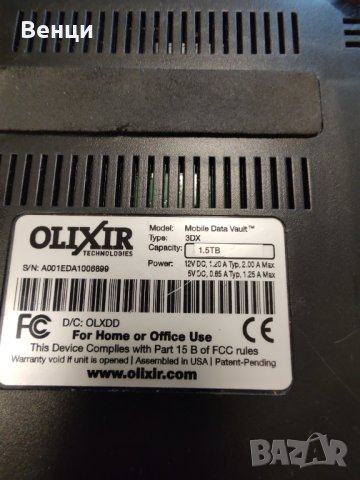 Венци
OLIXIR
TECHNOLOGIES
Model: Mobile Data Vault™
Type: 3DX
Capacity: 1.5TB
Power: 12V DC, 1.20 A Typ, 2.00 A Max
5V DC, 0.85 A Typ, 1.25 A Max
S/N: A001EDA1006899
FC
D/C: OLXDD
CE
For Home or Office Use
This Device Complies with Part 15 B of FCC rules
Warranty void if unit is opened | Assembled in USA | Patent-Pending
www.olixir.com
BAZAR